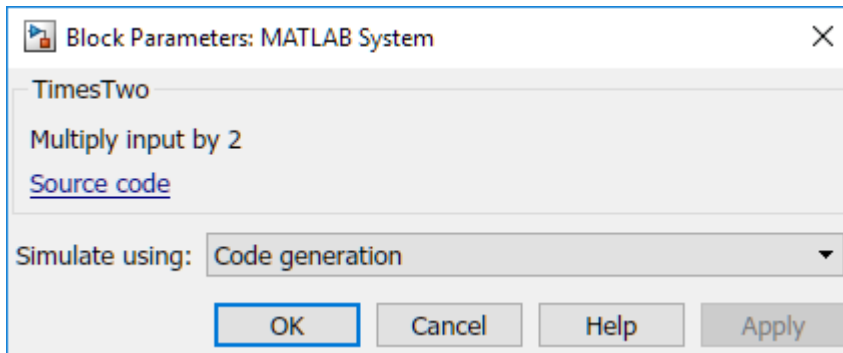 Block Parameters: MATLAB System
TimesTwo
Multiply input by 2
Source code
Simulate using: Code generation
OK Cancel Help Apply